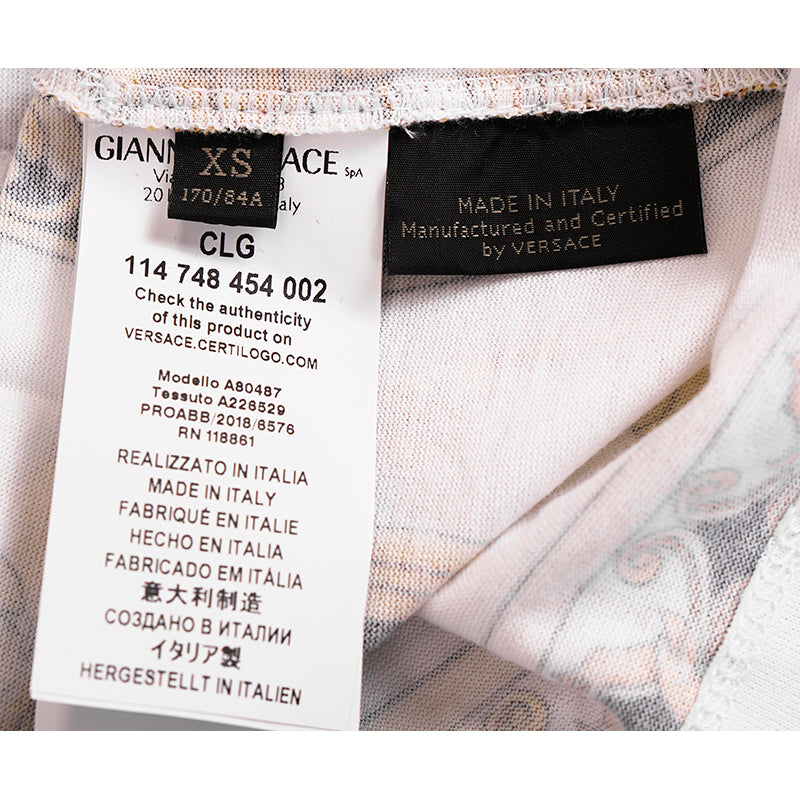 GIANN ACE SpA
XS
170/84A
CLG
114 748 454 002
Check the authenticity
of this product on
VERSACE.CERTILOGO.COM
Modello A80487
Tessuto A226529
PROABB/2018/6576
RN 118861
REALIZZATO IN ITALIA
MADE IN ITALY
FABRIQUÉ EN ITALIE
HECHO EN ITALIA
FABRICADO EM ITÁLIA
意大利制造
СОЗДАНО В ИТАЛИИ
イタリア製
HERGESTELLT IN ITALIEN
MADE IN ITALY
Manufactured and Certified
by VERSACE